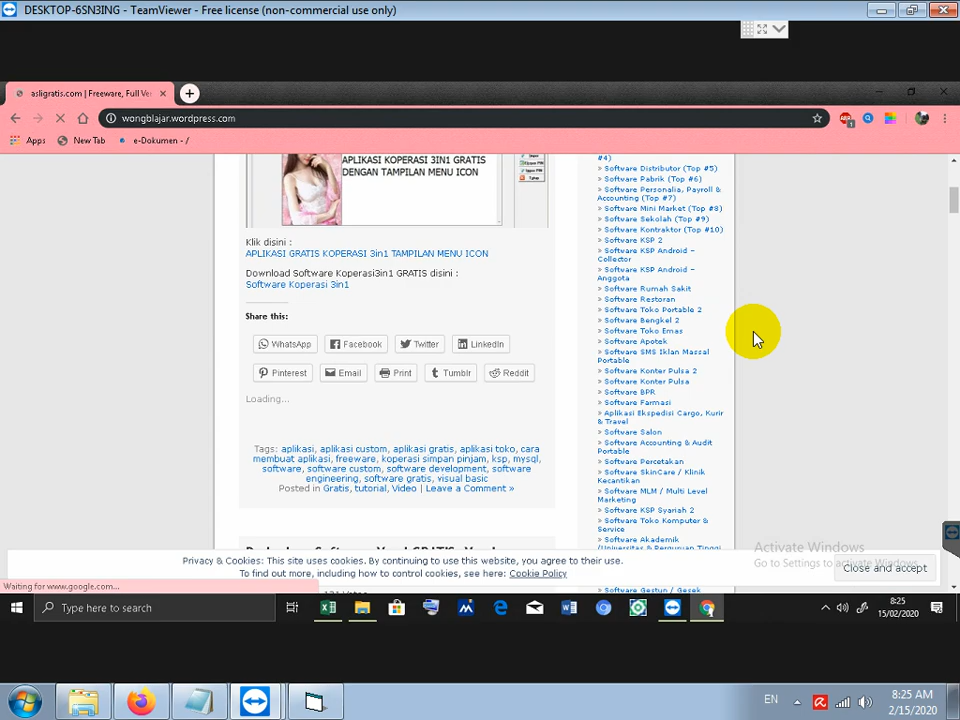 DESKTOP-6SN3ING - TeamViewer - Free license (non-commercial use only)
asligratis.com | Freeware, Full Ve
wongblajar.wordpress.com
Apps
New Tab
e-Dokumen - /
APLIKASI KOPERASI 3IN1 GRATIS
DENGAN TAMPILAN MENU ICON
Klik disini :
APLIKASI GRATIS KOPERASI 3in1 TAMPILAN MENU ICON
Download Software Koperasi3in1 GRATIS disini :
Software Koperasi 3in1
Share this:
WhatsApp
Facebook
Twitter
LinkedIn
Pinterest
Email
Print
Tumblr
Reddit
Loading...
Tags: aplikasi, aplikasi custom, aplikasi gratis, aplikasi toko, cara
membuat aplikasi, freeware, koperasi simpan pinjam, ksp, mysql,
software, software custom, software development, software
engineering, software gratis, visual basic
Posted in Gratis, tutorial, Video | Leave a Comment »
#4)
» Software Distributor (Top #5)
» Software Pabrik (Top #6)
» Software Personalia, Payroll &
Accounting (Top #7)
» Software Mini Market (Top #8)
» Software Sekolah (Top #9)
» Software Kontraktor (Top #10)
» Software KSP 2
» Software KSP Android –
Collector
» Software KSP Android –
Anggota
» Software Rumah Sakit
» Software Restoran
» Software Toko Portable 2
» Software Bengkel 2
» Software Toko Emas
» Software Apotek
» Software SMS Iklan Massal
Portable
» Software Konter Pulsa 2
» Software Konter Pulsa
» Software BPR
» Software Farmasi
» Aplikasi Ekspedisi Cargo, Kurir
& Travel
» Software Salon
» Software Accounting & Audit
Portable
» Software Percetakan
» Software SkinCare / Klinik
Kecantikan
» Software MLM / Multi Level
Marketing
» Software KSP Syariah 2
» Software Toko Komputer &
Service
» Software Akademik
(Universitas & Perguruan Tinggi
» Software Gestun / Gesek
Activate Windows
Go to Settings to activate Windows.
Privacy & Cookies: This site uses cookies. By continuing to use this website, you agree to their use.
To find out more, including how to control cookies, see here: Cookie Policy
Close and accept
Waiting for www.google.com...
Type here to search
8:25
15/02/2020
EN
8:25 AM
2/15/2020